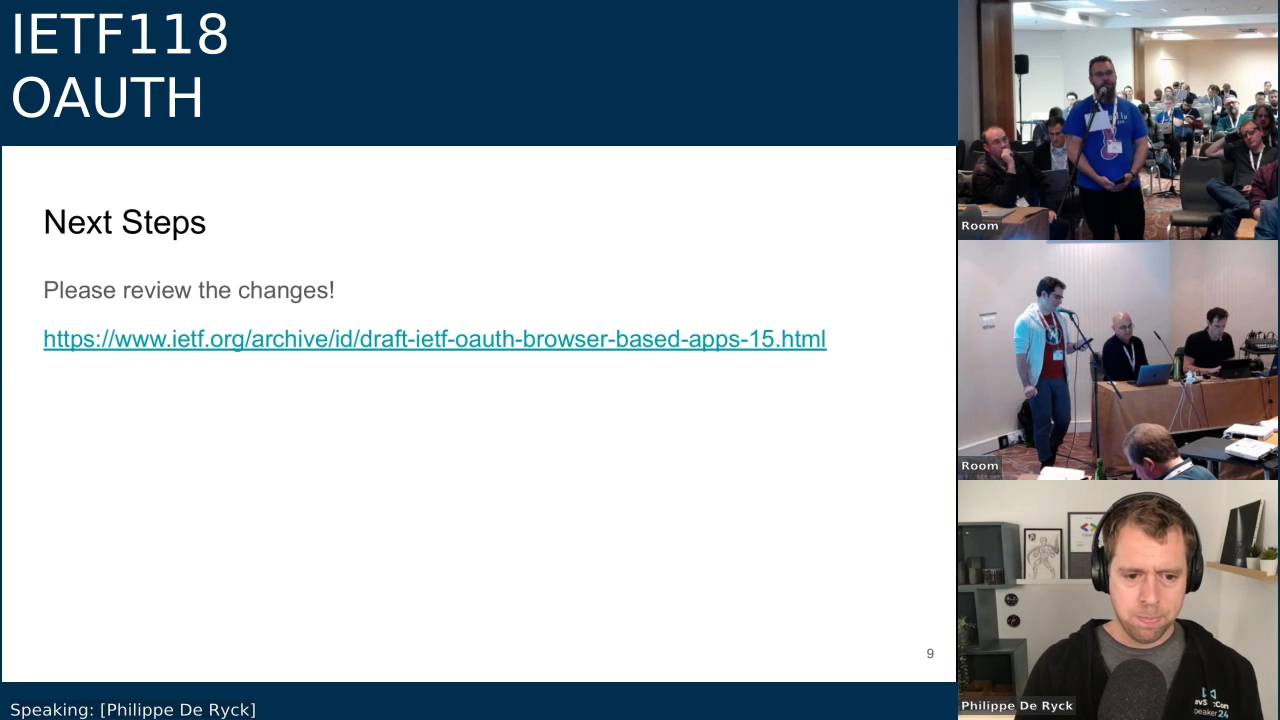 IETF118
OAUTH
Next Steps
Please review the changes!
https://www.ietf.org/archive/id/draft-ietf-oauth-browser-based-apps-15.html
9
Speaking: [Philippe De Ryck]
Room
Room
Philippe De Ryck